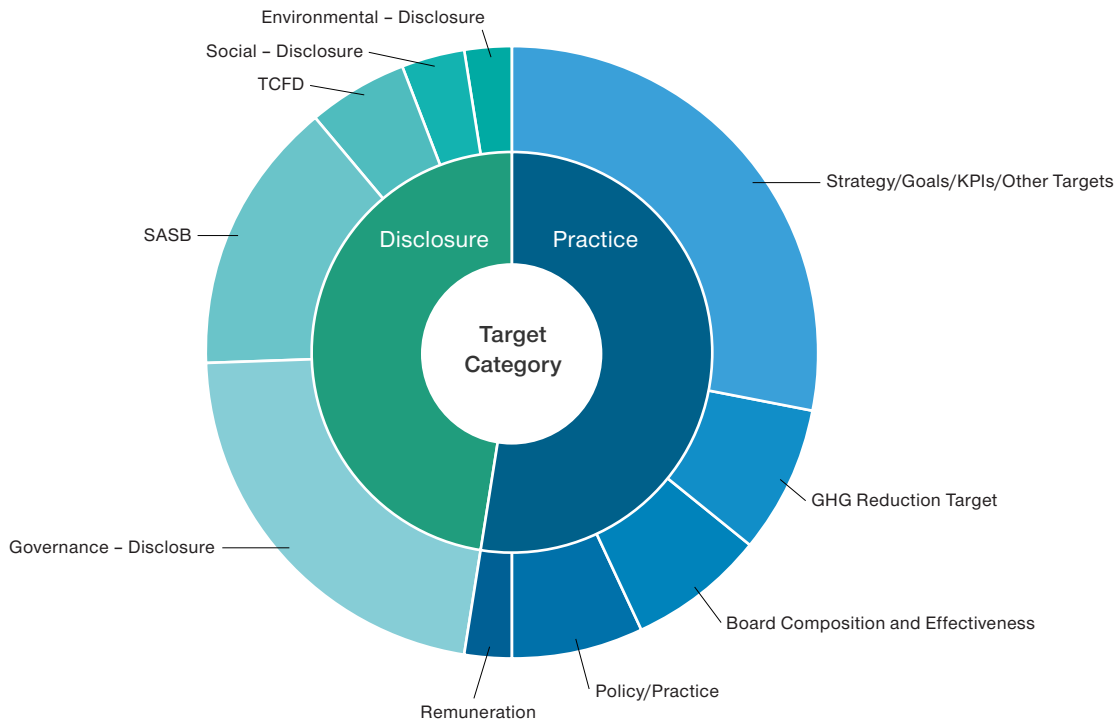 Environmental – Disclosure
Social – Disclosure
TCFD
SASB
Governance – Disclosure
Disclosure
Practice
Target
Category
Strategy/Goals/KPIs/Other Targets
GHG Reduction Target
Board Composition and Effectiveness
Policy/Practice
Remuneration